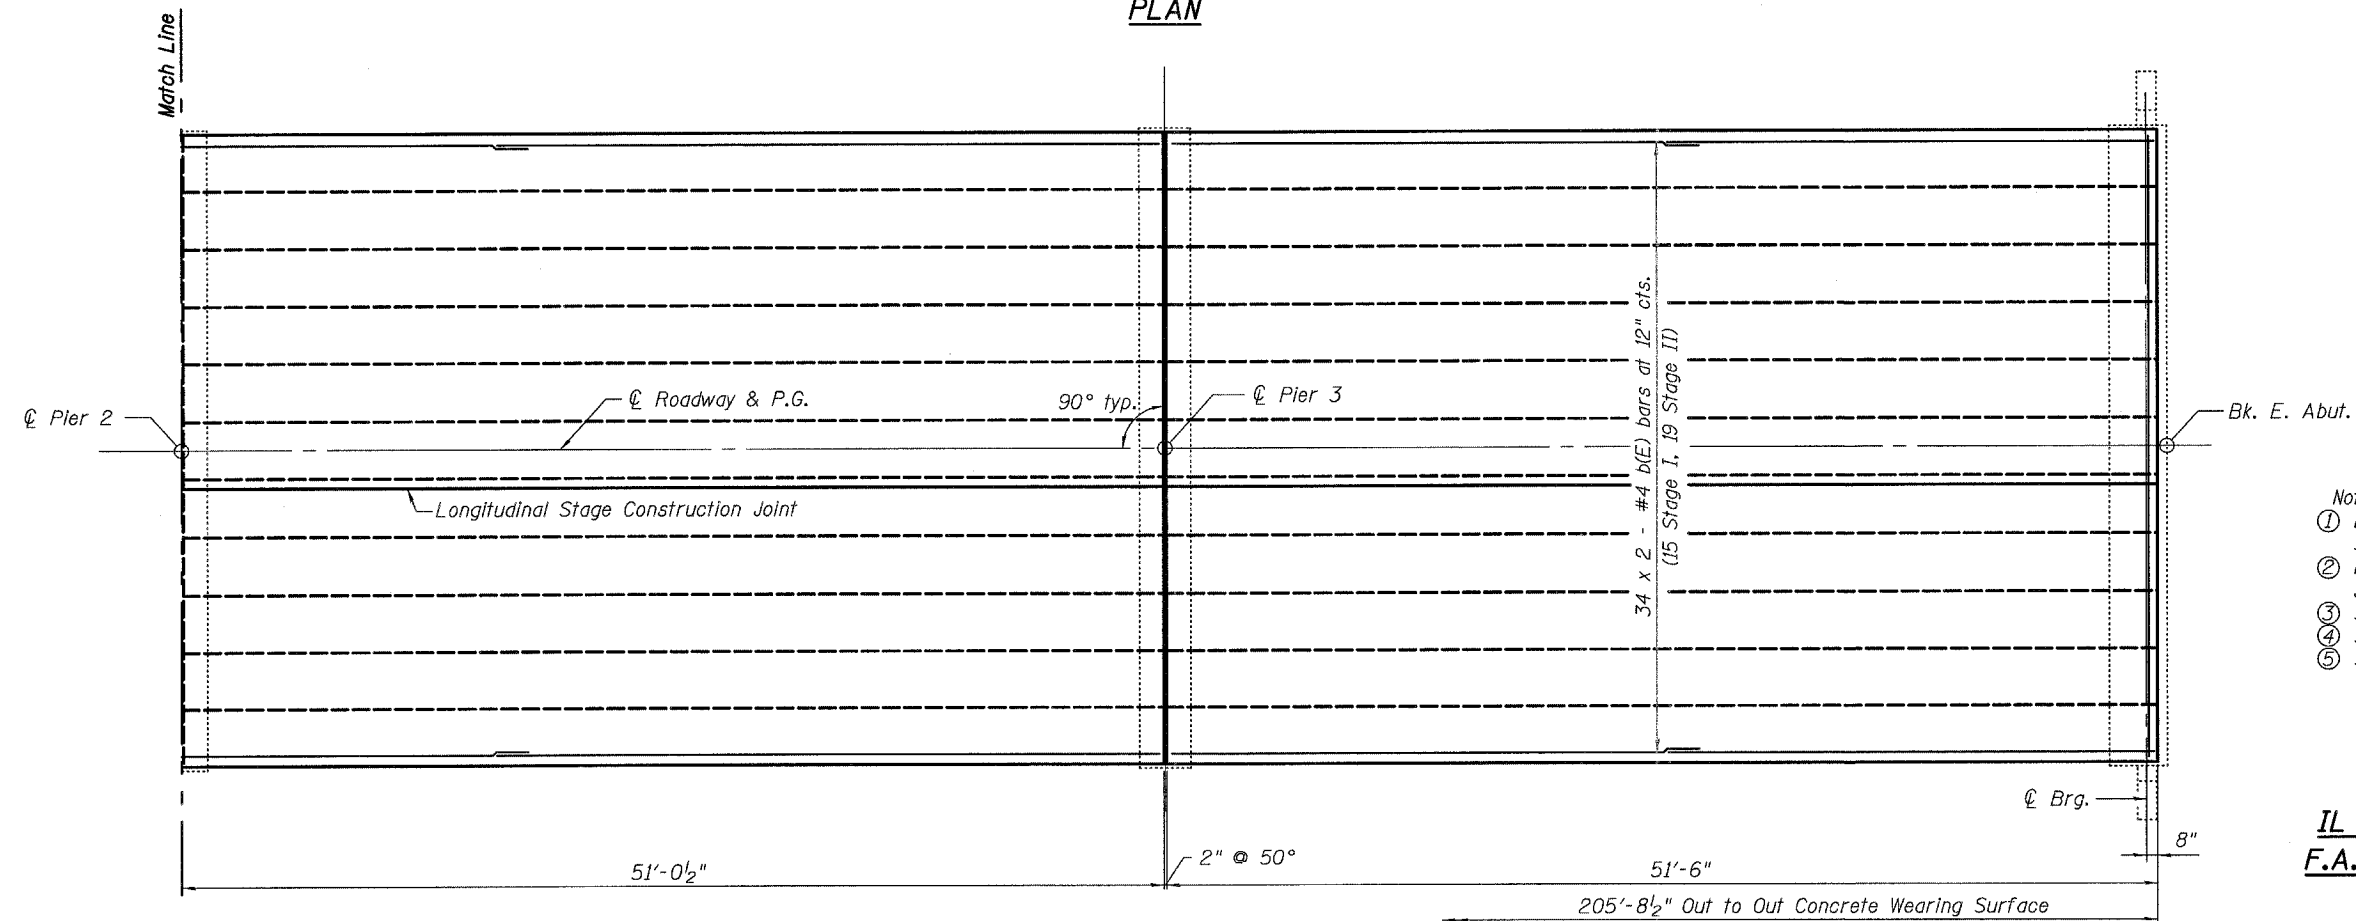 PLAN
Match Line
℄ Roadway & P.G.
90° typ.
℄ Pier 3
℄ Pier 2
Bk. E. Abut.
34 x 2 - #4 b(E) bars at 12" cts.
(15 Stage I, 19 Stage II)
Longitudinal Stage Construction Joint
①
②
③
④
⑤
℄ Brg.
IL
F.A.
8"
2" @ 50°
51'-0½"
51'-6"
205'-8½" Out to Out Concrete Wearing Surface